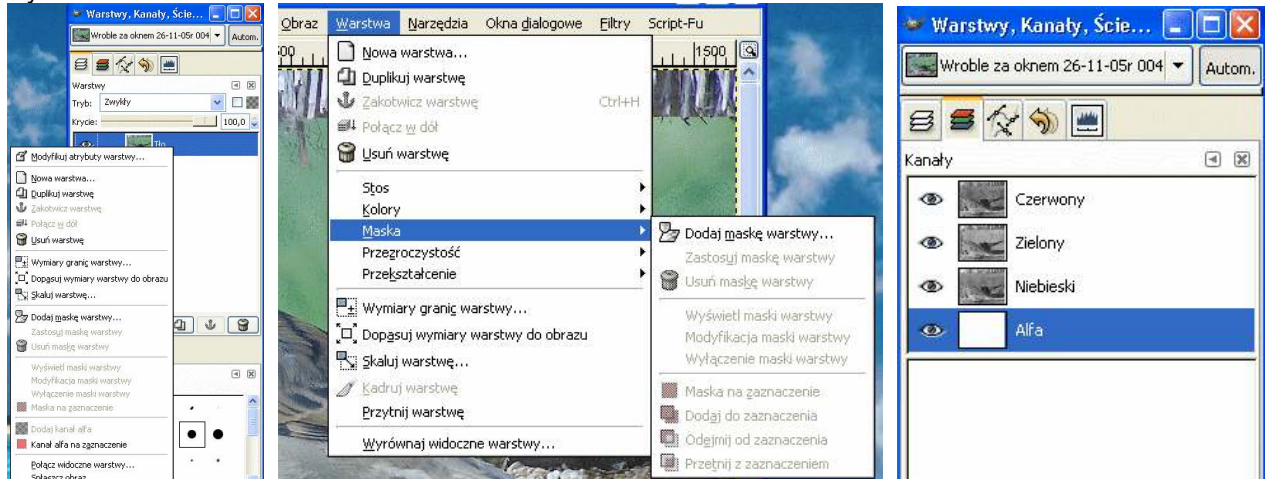 Warstwy, Kanały, Ście...
Wroble za oknem 26-11-05r 004
Autom.
Warstwy
Tryb: Zwykły
Krycie: 100,0
Tło
Modyfikuj atrybuty warstwy...
Nowa warstwa...
Duplikuj warstwę
Zakotwicz warstwę
Połącz w dół
Usuń warstwę
Wymiary granic warstwy...
Dopasuj wymiary warstwy do obrazu
Skaluj warstwę...
Dodaj maskę warstwy...
Zastosuj maskę warstwy
Usuń maskę warstwy
Wyświetl maski warstwy
Modyfikacja maski warstwy
Wyłączenie maski warstwy
Maska na zaznaczenie
Dodaj kanał alfa
Kanał alfa na zaznaczenie
Połącz widoczne warstwy...
Spłaszcz obraz
Obraz Warstwa Narzędzia Okna dialogowe Filtry Script-Fu
1500
Nowa warstwa...
Duplikuj warstwę
Zakotwicz warstwę Ctrl+H
Połącz w dół
Usuń warstwę
Stos
Kolory
Maska
Przezroczystość
Przekształcenie
Wymiary granic warstwy...
Dopasuj wymiary warstwy do obrazu
Skaluj warstwę...
Kadruj warstwę
Przytnij warstwę
Wyrównaj widoczne warstwy...
Dodaj maskę warstwy...
Zastosuj maskę warstwy
Usuń maskę warstwy
Wyświetl maski warstwy
Modyfikacja maski warstwy
Wyłączenie maski warstwy
Maska na zaznaczenie
Dodaj do zaznaczenia
Odejmij od zaznaczenia
Przetnij z zaznaczeniem
Warstwy, Kanały, Ście...
Wroble za oknem 26-11-05r 004
Autom.
Kanały
Czerwony
Zielony
Niebieski
Alfa